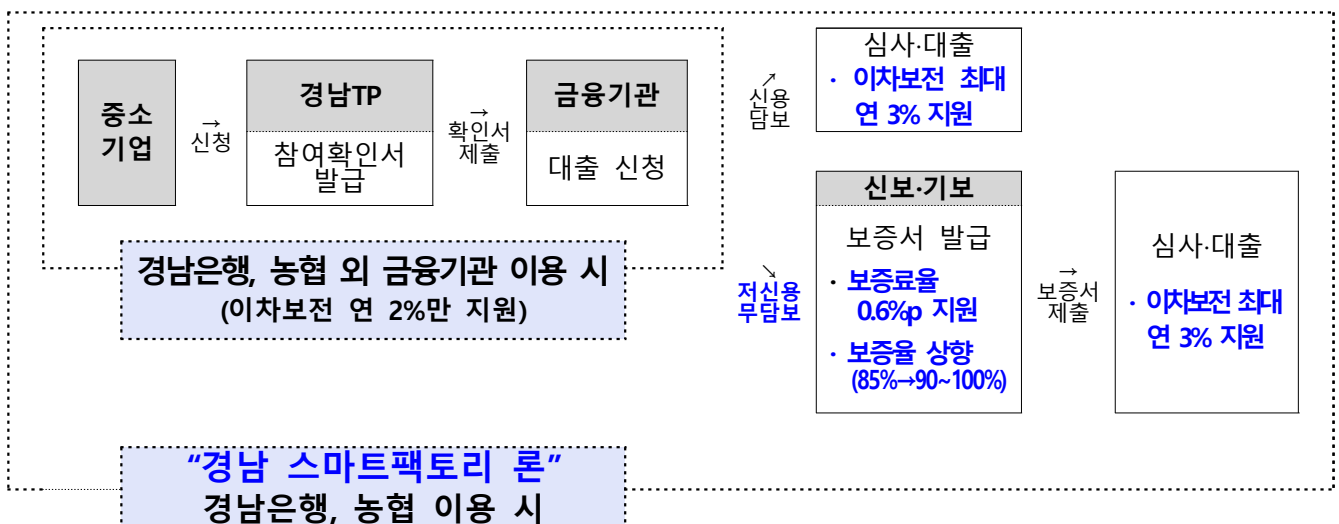 중소
기업
→
신청
경남TP
참여확인서
발급
→
확인서
제출
금융기관
대출 신청
경남은행, 농협 외 금융기관 이용 시
(이차보전 연 2%만 지원)
↗
신용
담보
심사·대출
· 이차보전 최대
연 3% 지원
↘
저신용
무담보
신보·기보
보증서 발급
· 보증료율
0.6%p 지원
· 보증율 상향
(85%→90~100%)
→
보증서
제출
심사·대출
· 이차보전 최대
연 3% 지원
“경남 스마트팩토리 론”
경남은행, 농협 이용 시